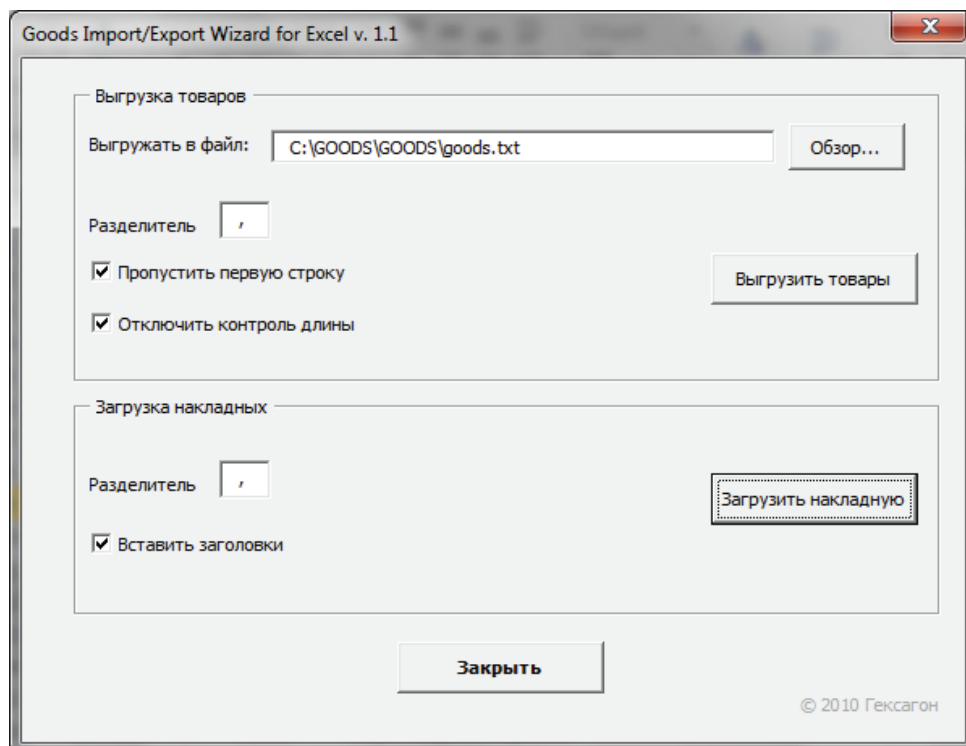 Goods Import/Export Wizard for Excel v. 1.1
Выгрузка товаров
Выгружать в файл: C:\GOODS\GOODS\goods.txt Обзор...
Разделитель ,
Пропустить первую строку
Выгрузить товары
Отключить контроль длины
Загрузка накладных
Разделитель ,
Загрузить накладную
Вставить заголовки
Закрыть
© 2010 Гексагон